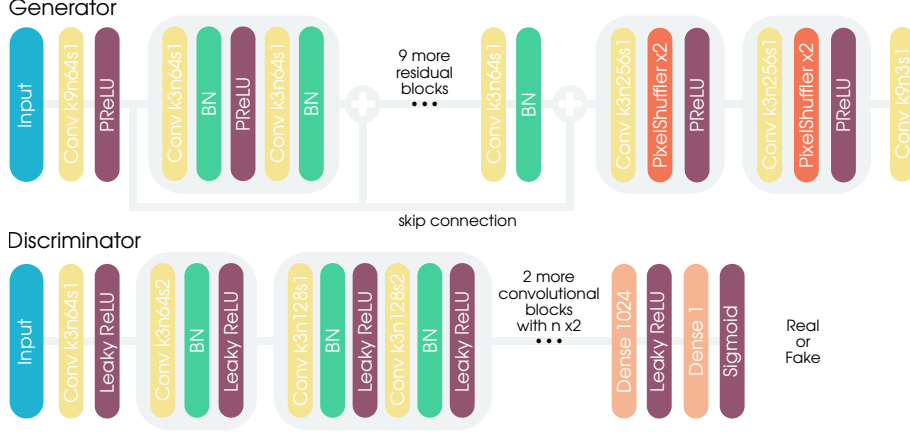 Generator
Input
Conv k9n64s1
PReLU
Conv k3n64s1
BN
PReLU
Conv k3n64s1
BN
9 more
residual
blocks
Conv k3n64s1
BN
Conv k3n256s1
PixelShuffler x2
PReLU
Conv k3n256s1
PixelShuffler x2
PReLU
Conv k9n3s1
skip connection
Discriminator
Input
Conv k3n64s1
Leaky ReLU
Conv k3n64s2
BN
Leaky ReLU
Conv k3n128s1
BN
Leaky ReLU
Conv k3n128s2
BN
Leaky ReLU
2 more
convolutional
blocks
with n x2
Dense 1024
Leaky ReLU
Dense 1
Sigmoid
Real
or
Fake